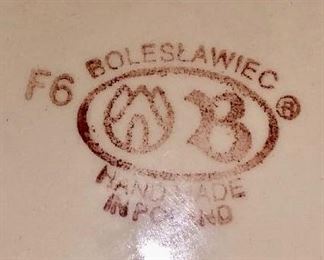 F6 BOLESŁAWIEC
B ®
HAND MADE
IN POLAND